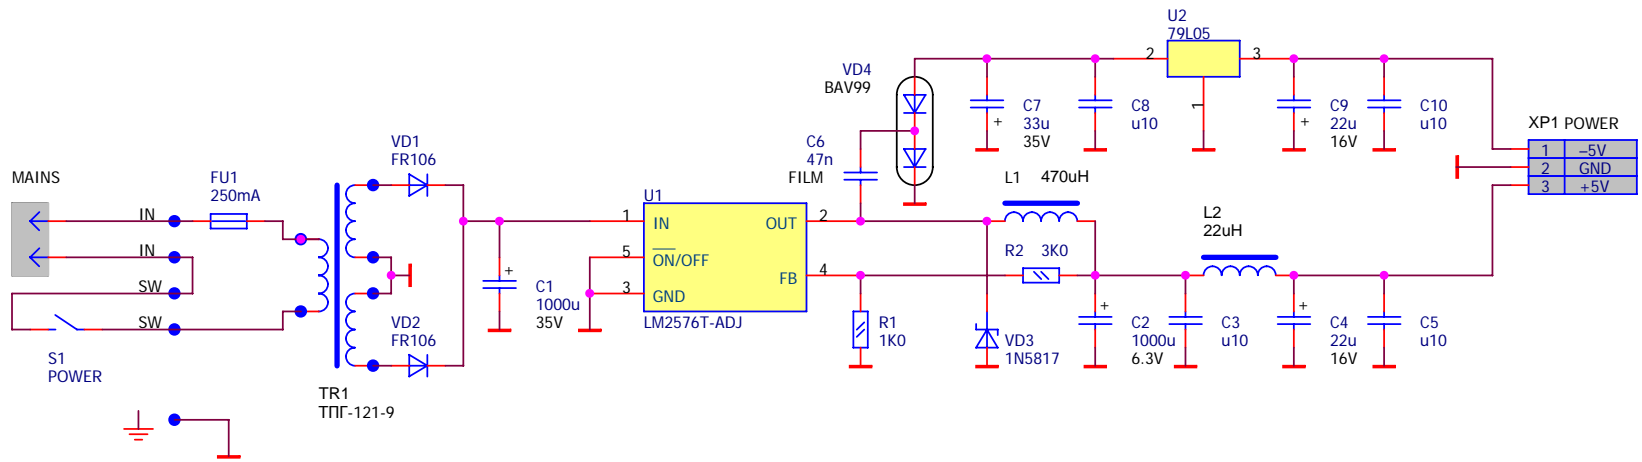 MAINS
IN
IN
SW
SW
S1
POWER
FU1
250mA
TR1
ТПГ-121-9
VD1
FR106
VD2
FR106
+
C1
1000u
35V
U1
1
IN
5
ON/OFF
3
GND
OUT
2
FB
4
LM2576T-ADJ
VD4
BAV99
C6
47n
FILM
R1
1K0
VD3
1N5817
L1
470uH
R2
3K0
+
C2
1000u
6.3V
C3
u10
L2
22uH
+
C4
22u
16V
C5
u10
+
C7
33u
35V
C8
u10
U2
79L05
2
3
1
+
C9
22u
16V
C10
u10
XP1 POWER
1 –5V
2 GND
3 +5V